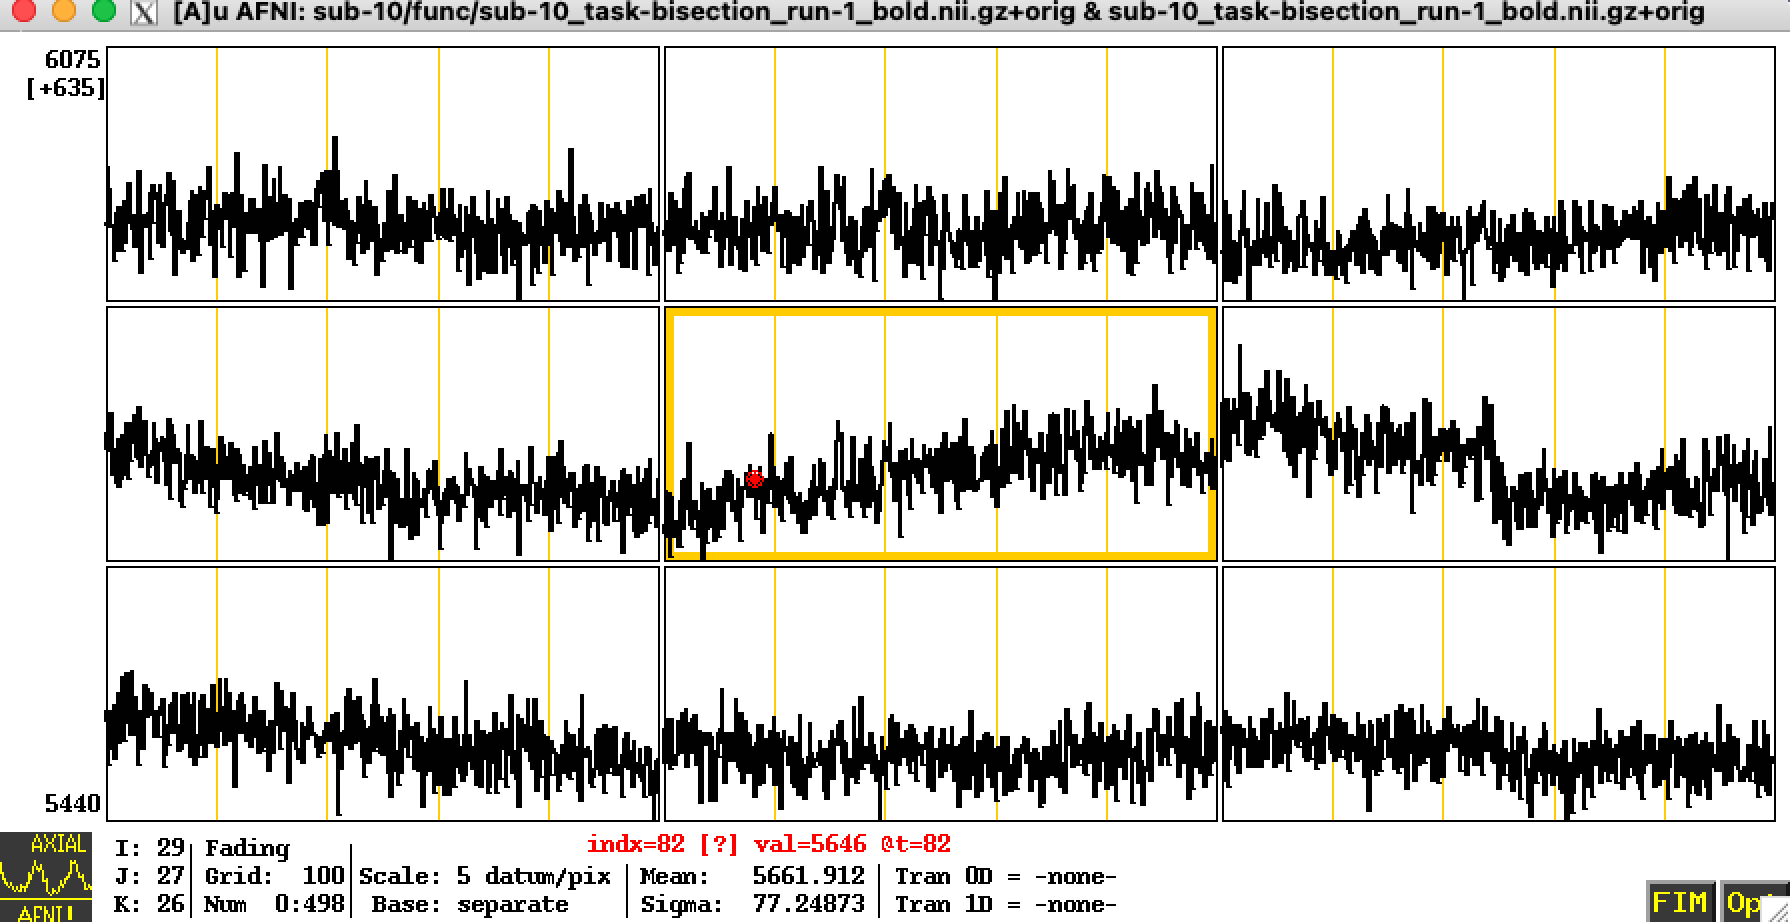 X [A]u AFNI: sub-10/func/sub-10_task-bisection_run-1_bold.nii.gz+orig & sub-10_task-bisection_run-1_bold.nii.gz+orig
6075
[+635]
5440
AXIAL
AFNI
indx=82 [?] val=5646 @t=82
I: 29 Fading
J: 27 Grid: 100 Scale: 5 datum/pix Mean: 5661.912 Tran 0D = -none-
K: 26 Num 0:498 Base: separate Sigma: 77.24873 Tran 1D = -none-
FIM